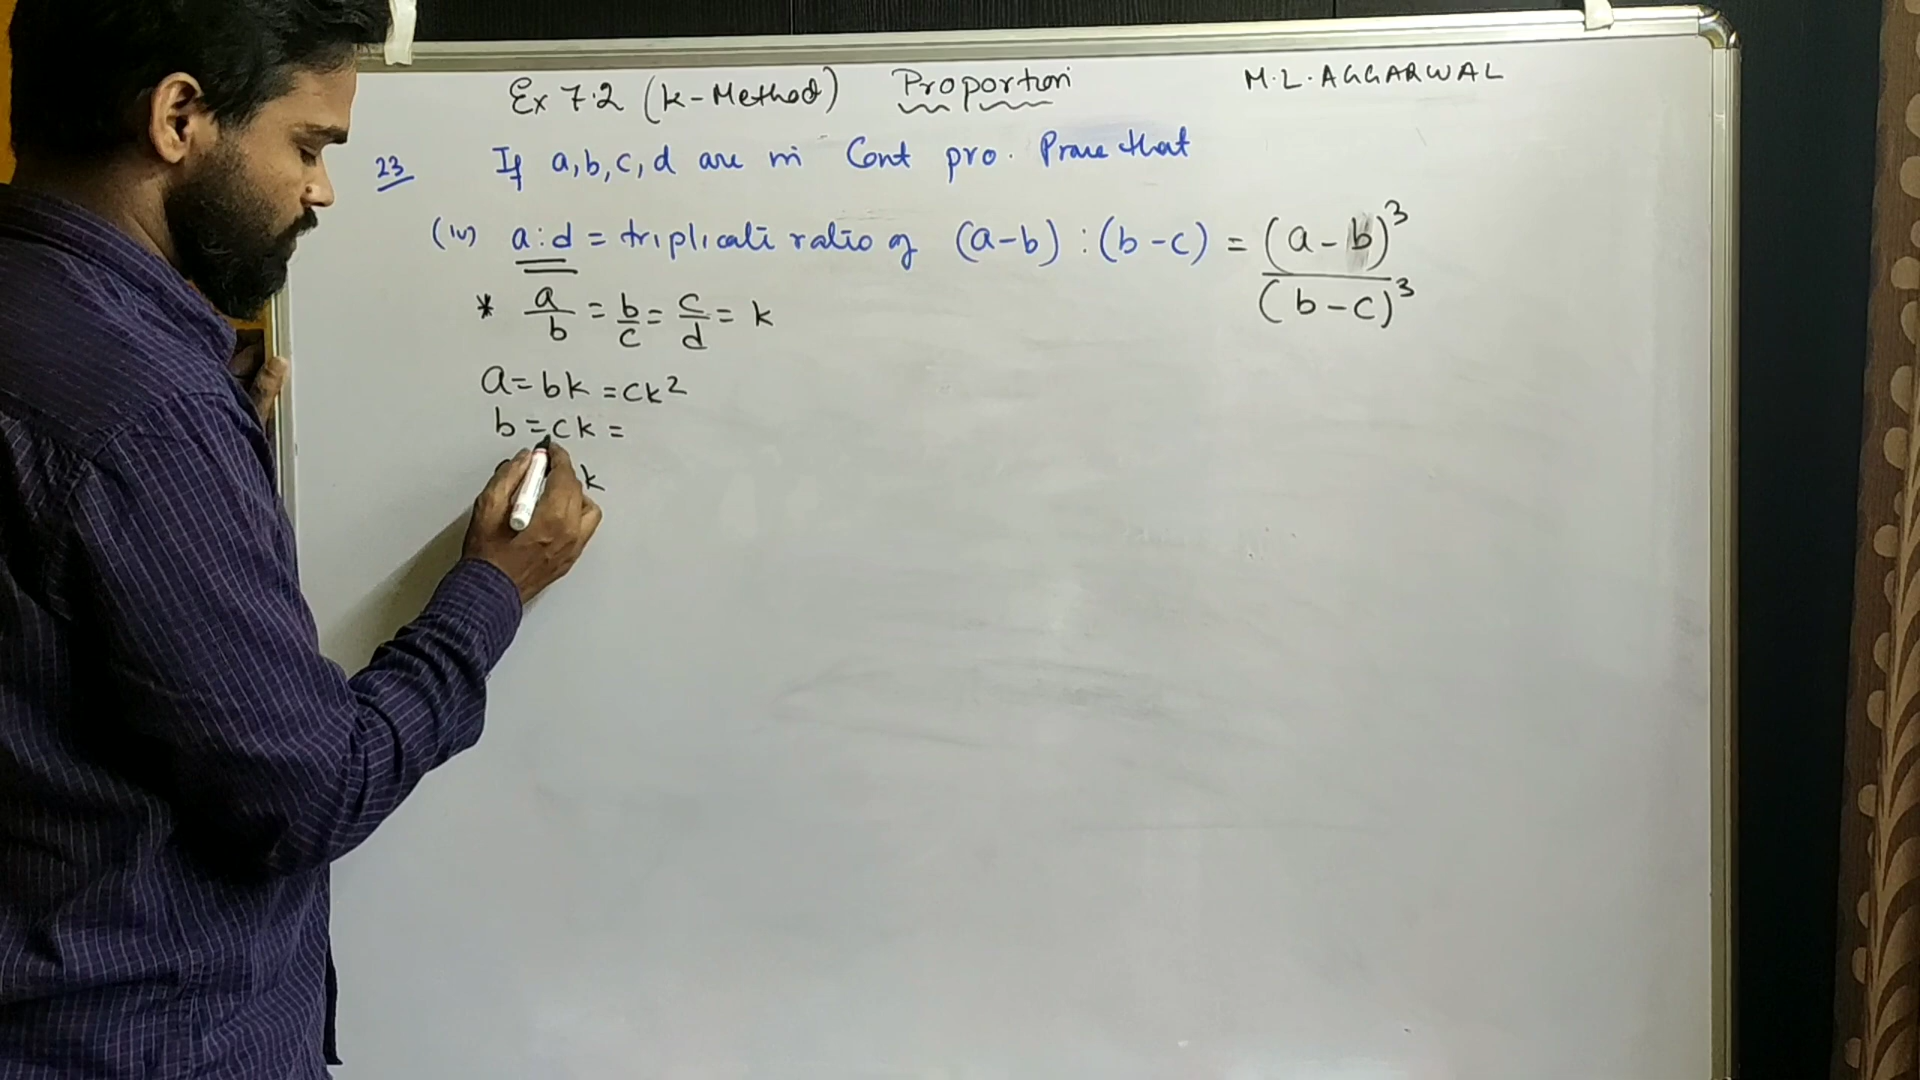 Ex 7.2 (k-Method) Proportion M.L.AGGARWAL
23 If a,b,c,d are in Cont pro. Prove that
(iv) a:d = triplicate ratio of (a-b) : (b-c) = (a-b)³ / (b-c)³
* a/b = b/c = c/d = k
a=bk=ck²
b=ck=
k